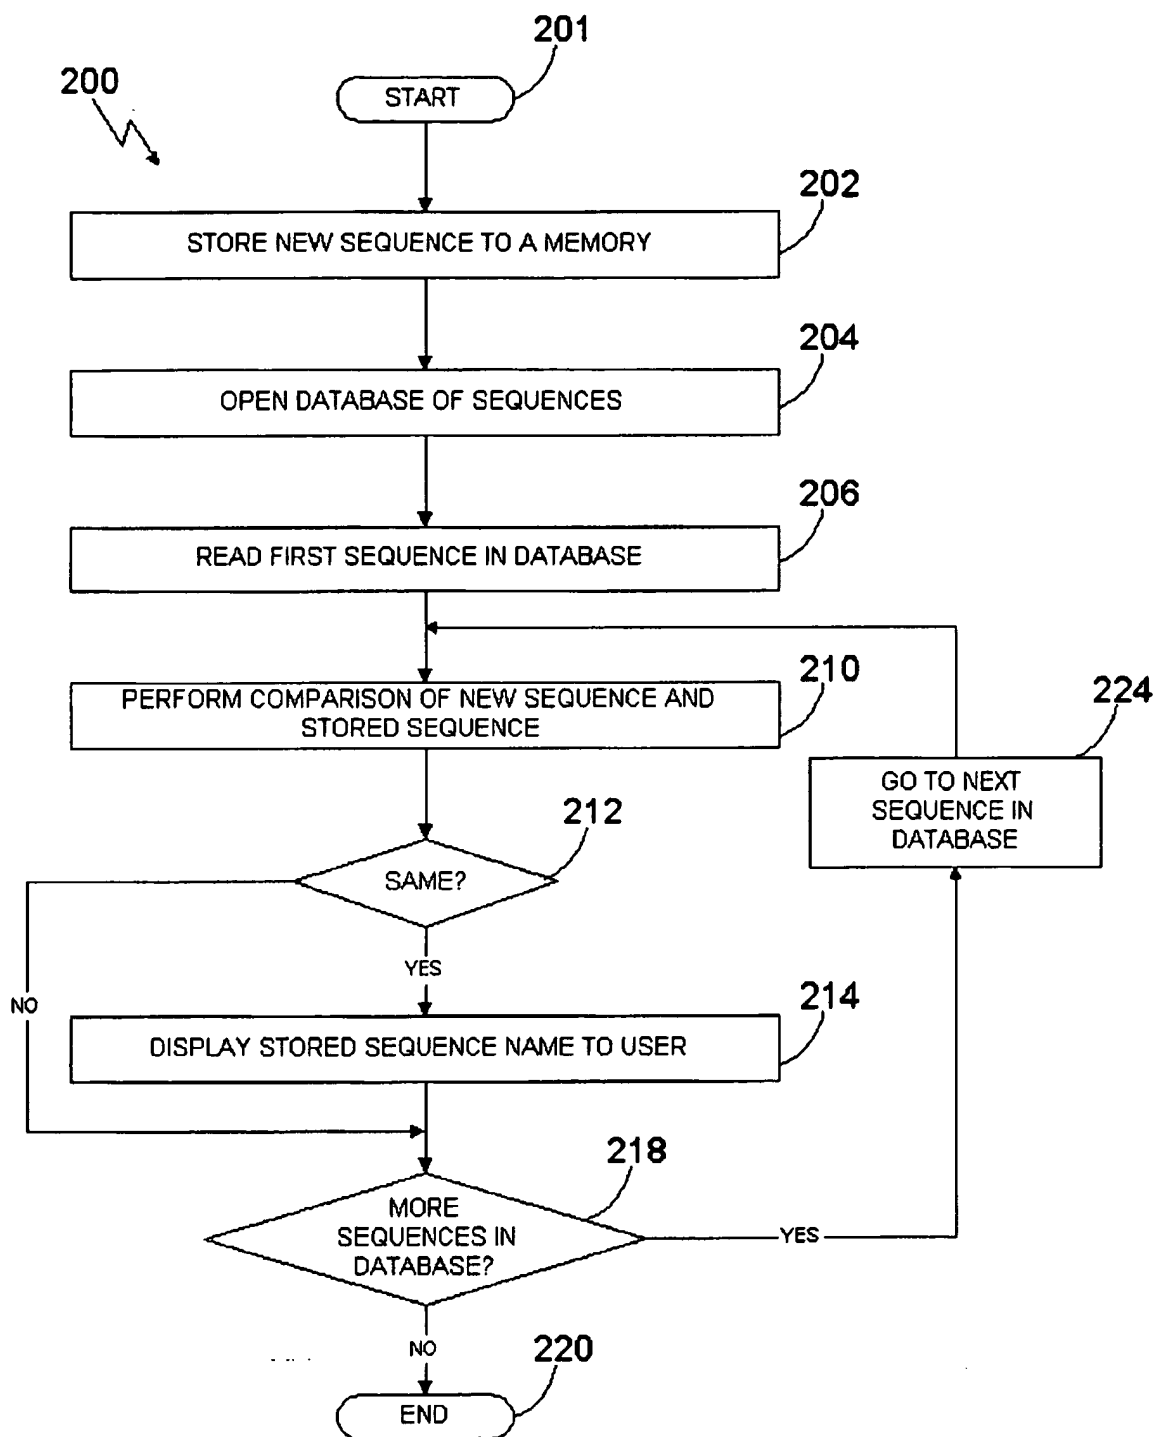 201
200
START
202
STORE NEW SEQUENCE TO A MEMORY
204
OPEN DATABASE OF SEQUENCES
206
READ FIRST SEQUENCE IN DATABASE
210
PERFORM COMPARISON OF NEW SEQUENCE AND
STORED SEQUENCE
224
GO TO NEXT
SEQUENCE IN
DATABASE
212
SAME?
YES
NO
214
DISPLAY STORED SEQUENCE NAME TO USER
218
MORE
SEQUENCES IN
DATABASE?
YES
NO
220
END